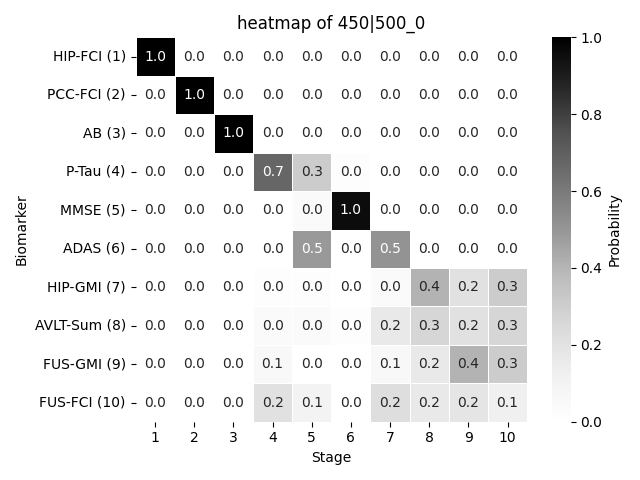 heatmap of 450|500_0
HIP-FCI (1) 1.0 0.0 0.0 0.0 0.0 0.0 0.0 0.0 0.0 0.0
PCC-FCI (2) 0.0 1.0 0.0 0.0 0.0 0.0 0.0 0.0 0.0 0.0
AB (3) 0.0 0.0 1.0 0.0 0.0 0.0 0.0 0.0 0.0 0.0
P-Tau (4) 0.0 0.0 0.0 0.7 0.3 0.0 0.0 0.0 0.0 0.0
MMSE (5) 0.0 0.0 0.0 0.0 0.0 1.0 0.0 0.0 0.0 0.0
ADAS (6) 0.0 0.0 0.0 0.0 0.5 0.0 0.5 0.0 0.0 0.0
HIP-GMI (7) 0.0 0.0 0.0 0.0 0.0 0.0 0.0 0.4 0.2 0.3
AVLT-Sum (8) 0.0 0.0 0.0 0.0 0.0 0.0 0.2 0.3 0.2 0.3
FUS-GMI (9) 0.0 0.0 0.0 0.1 0.0 0.0 0.1 0.2 0.4 0.3
FUS-FCI (10) 0.0 0.0 0.0 0.2 0.1 0.0 0.2 0.2 0.2 0.1
1 2 3 4 5 6 7 8 9 10
Stage
Biomarker
1.0
0.8
0.6
0.4
0.2
0.0
Probability